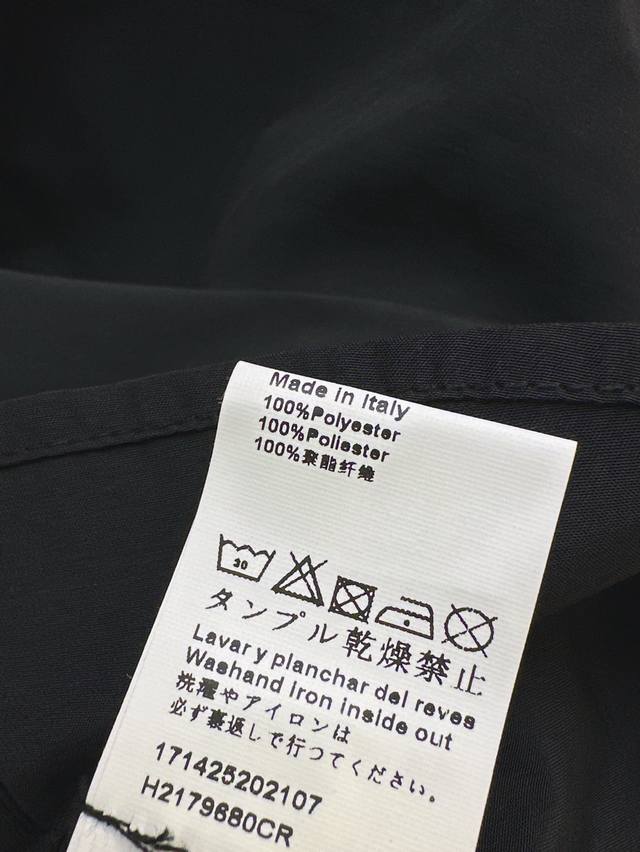 Made in Italy
100%Polyester
100%Poliester
100%聚酯纤维
30
タンプル乾燥禁止
Lavar y planchar del reves
Washand iron inside out
洗濯やアイロンは
必ず裏返しで行ってください。
171425202107
H2179680CR